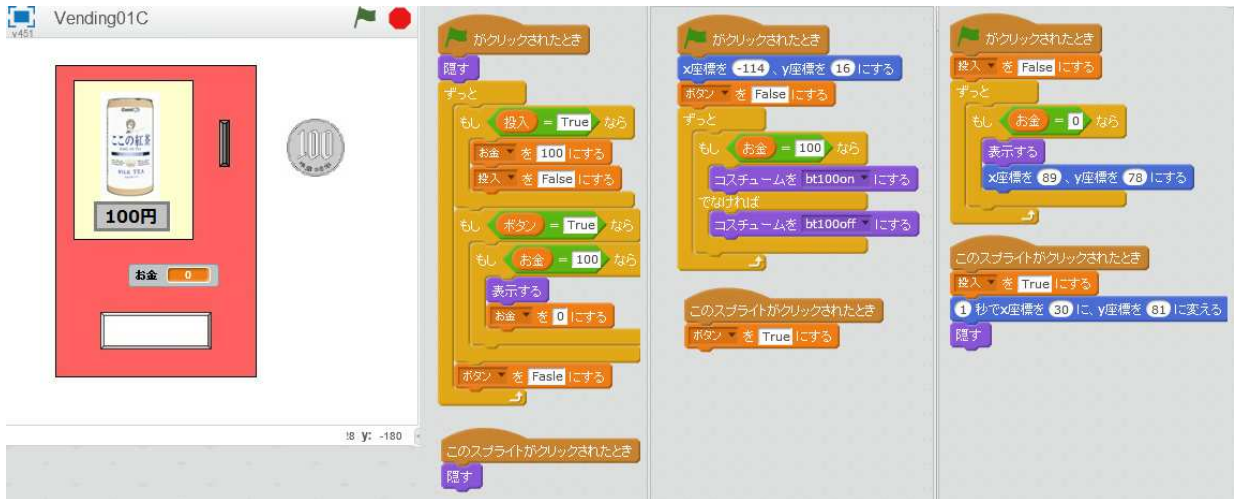 Vending01C
v451
ここの紅茶
MILK TEA
100円
お金 0
100
y: -180
がクリックされたとき
隠す
ずっと
もし 投入 = True なら
お金 を 100 にする
投入 を False にする
もし ボタン = True なら
もし お金 = 100 なら
表示する
お金 を 0 にする
ボタン を Fasle にする
このスプライトがクリックされたとき
隠す
がクリックされたとき
x座標を -114 、y座標を 16 にする
ボタン を False にする
ずっと
もし お金 = 100 なら
コスチュームを bt100on にする
でなければ
コスチュームを bt100off にする
このスプライトがクリックされたとき
ボタン を True にする
がクリックされたとき
投入 を False にする
ずっと
もし お金 = 0 なら
表示する
x座標を 89 、y座標を 78 にする
このスプライトがクリックされたとき
投入 を True にする
1 秒でx座標を 30 に、y座標を 81 に変える
隠す